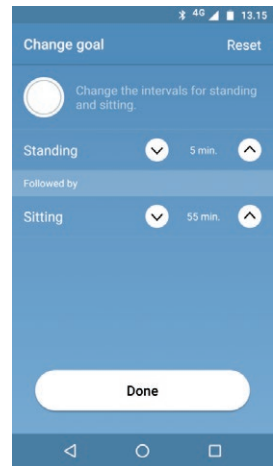 4G 13.15
Change goal Reset
Change the intervals for standing
and sitting.
Standing 5 min.
Followed by
Sitting 55 min.
Done